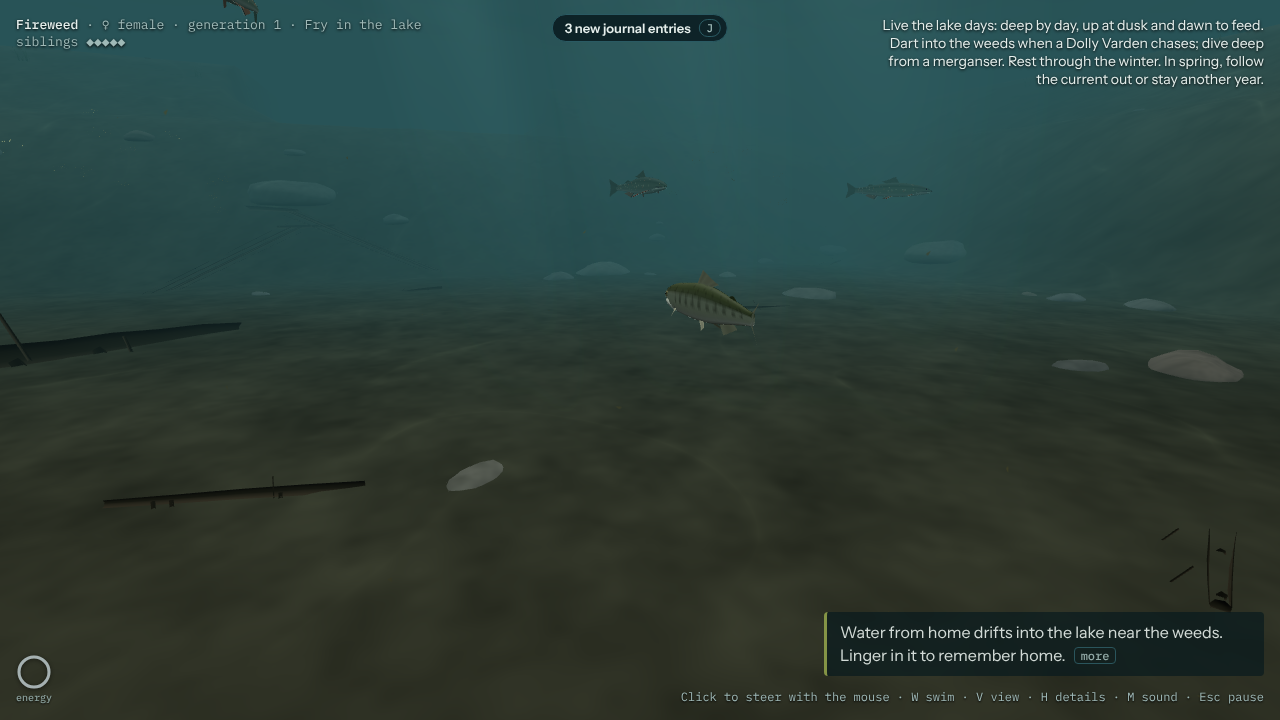 Fireweed · ♀ female · generation 1 · Fry in the lake
siblings ◆◆◆◆◆
3 new journal entries J
Live the lake days: deep by day, up at dusk and dawn to feed.
Dart into the weeds when a Dolly Varden chases; dive deep
from a merganser. Rest through the winter. In spring, follow
the current out or stay another year.
Water from home drifts into the lake near the weeds.
Linger in it to remember home. more
energy
Click to steer with the mouse · W swim · V view · H details · M sound · Esc pause